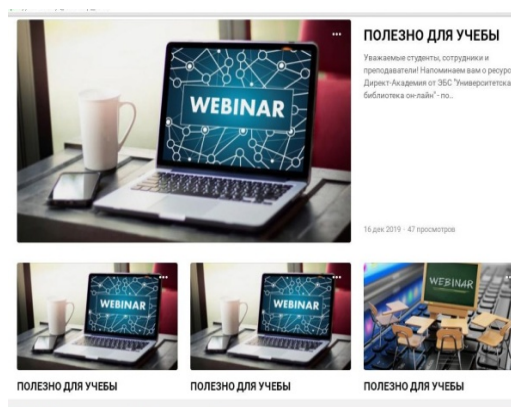 WEBINAR
ПОЛЕЗНО ДЛЯ УЧЕБЫ
Уважаемые студенты, сотрудники и
преподаватели! Напоминаем вам о ресурс
Директ-Академия от ЭБС "Университетска
библиотека он-лайн"- по...
16 дек 2019 · 47 просмотров
WEBINAR
WEBINAR
WEBINAR
ПОЛЕЗНО ДЛЯ УЧЕБЫ
ПОЛЕЗНО ДЛЯ УЧЕБЫ
ПОЛЕЗНО ДЛЯ УЧЕБЫ